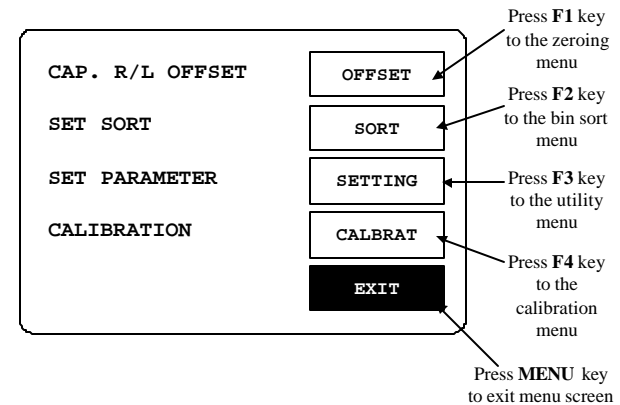 Press F1 key
to the zeroing
menu
CAP. R/L OFFSET
OFFSET
Press F2 key
to the bin sort
menu
SET SORT
SORT
SET PARAMETER
SETTING
Press F3 key
to the utility
menu
CALIBRATION
CALBRAT
Press F4 key
to the
calibration
menu
EXIT
Press MENU key
to exit menu screen